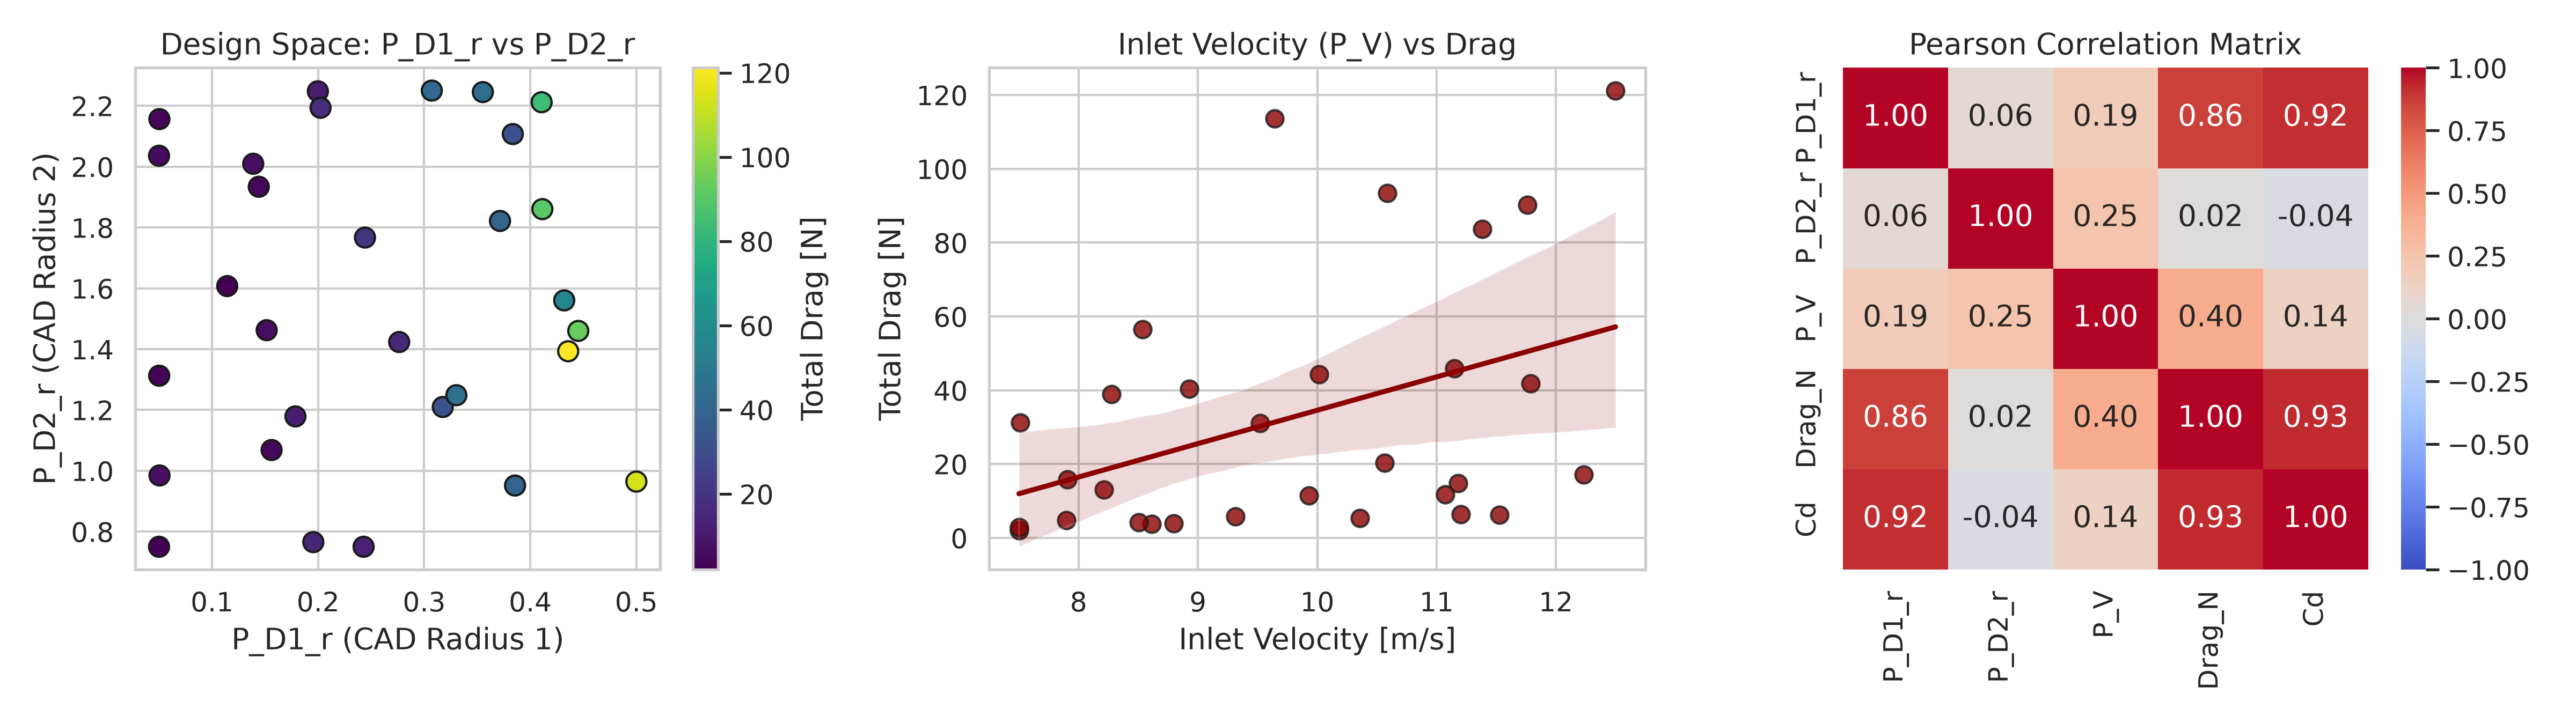 Design Space: P_D1_r vs P_D2_r
2.2
2.0
1.8
1.6
1.4
1.2
1.0
0.8
P_D2_r (CAD Radius 2)
0.1 0.2 0.3 0.4 0.5
P_D1_r (CAD Radius 1)
120
100
80
60
40
20
Total Drag [N]
Inlet Velocity (P_V) vs Drag
120
100
80
60
40
20
0
Total Drag [N]
8 9 10 11 12
Inlet Velocity [m/s]
Pearson Correlation Matrix
P_D1_r 1.00 0.06 0.19 0.86 0.92
P_D2_r 0.06 1.00 0.25 0.02 -0.04
P_V 0.19 0.25 1.00 0.40 0.14
Drag_N 0.86 0.02 0.40 1.00 0.93
Cd 0.92 -0.04 0.14 0.93 1.00
P_D1_r P_D2_r P_V Drag_N Cd
1.00
0.75
0.50
0.25
0.00
−0.25
−0.50
−0.75
−1.00